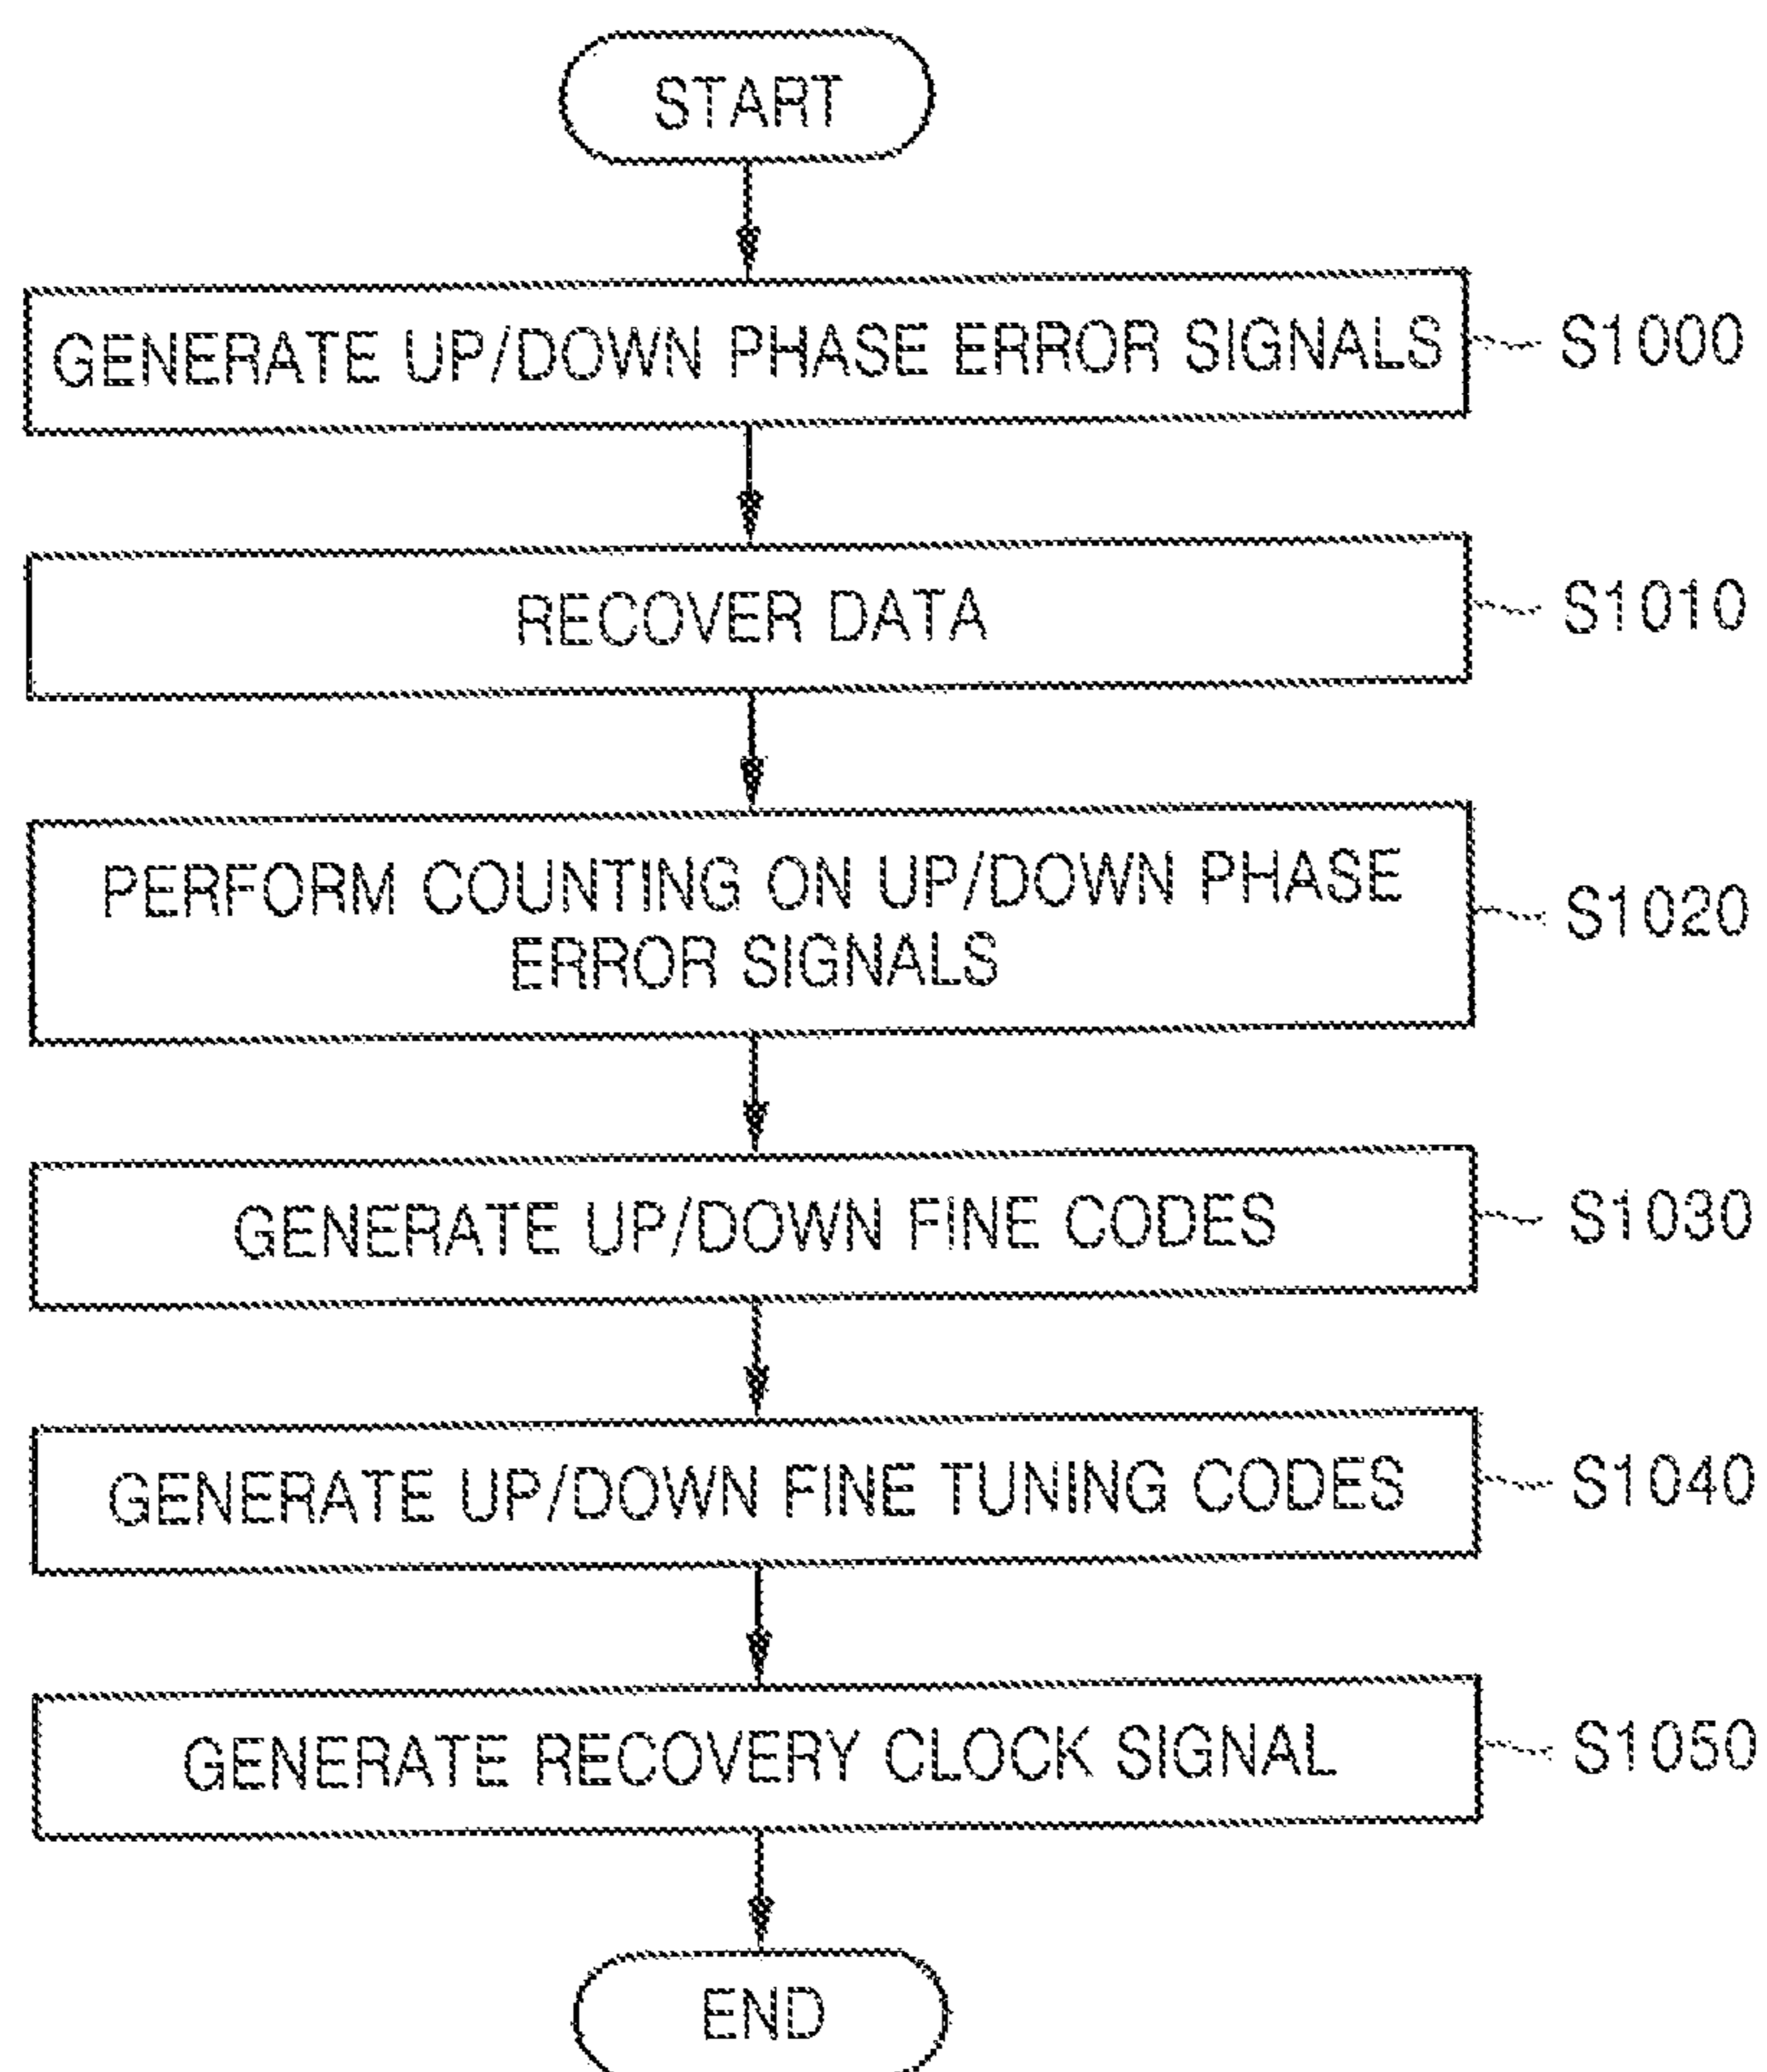 START
GENERATE UP/DOWN PHASE ERROR SIGNALS
S1000
RECOVER DATA
S1010
PERFORM COUNTING ON UP/DOWN PHASE
ERROR SIGNALS
S1020
GENERATE UP/DOWN FINE CODES
S1030
GENERATE UP/DOWN FINE TUNING CODES
S1040
GENERATE RECOVERY CLOCK SIGNAL
S1050
END